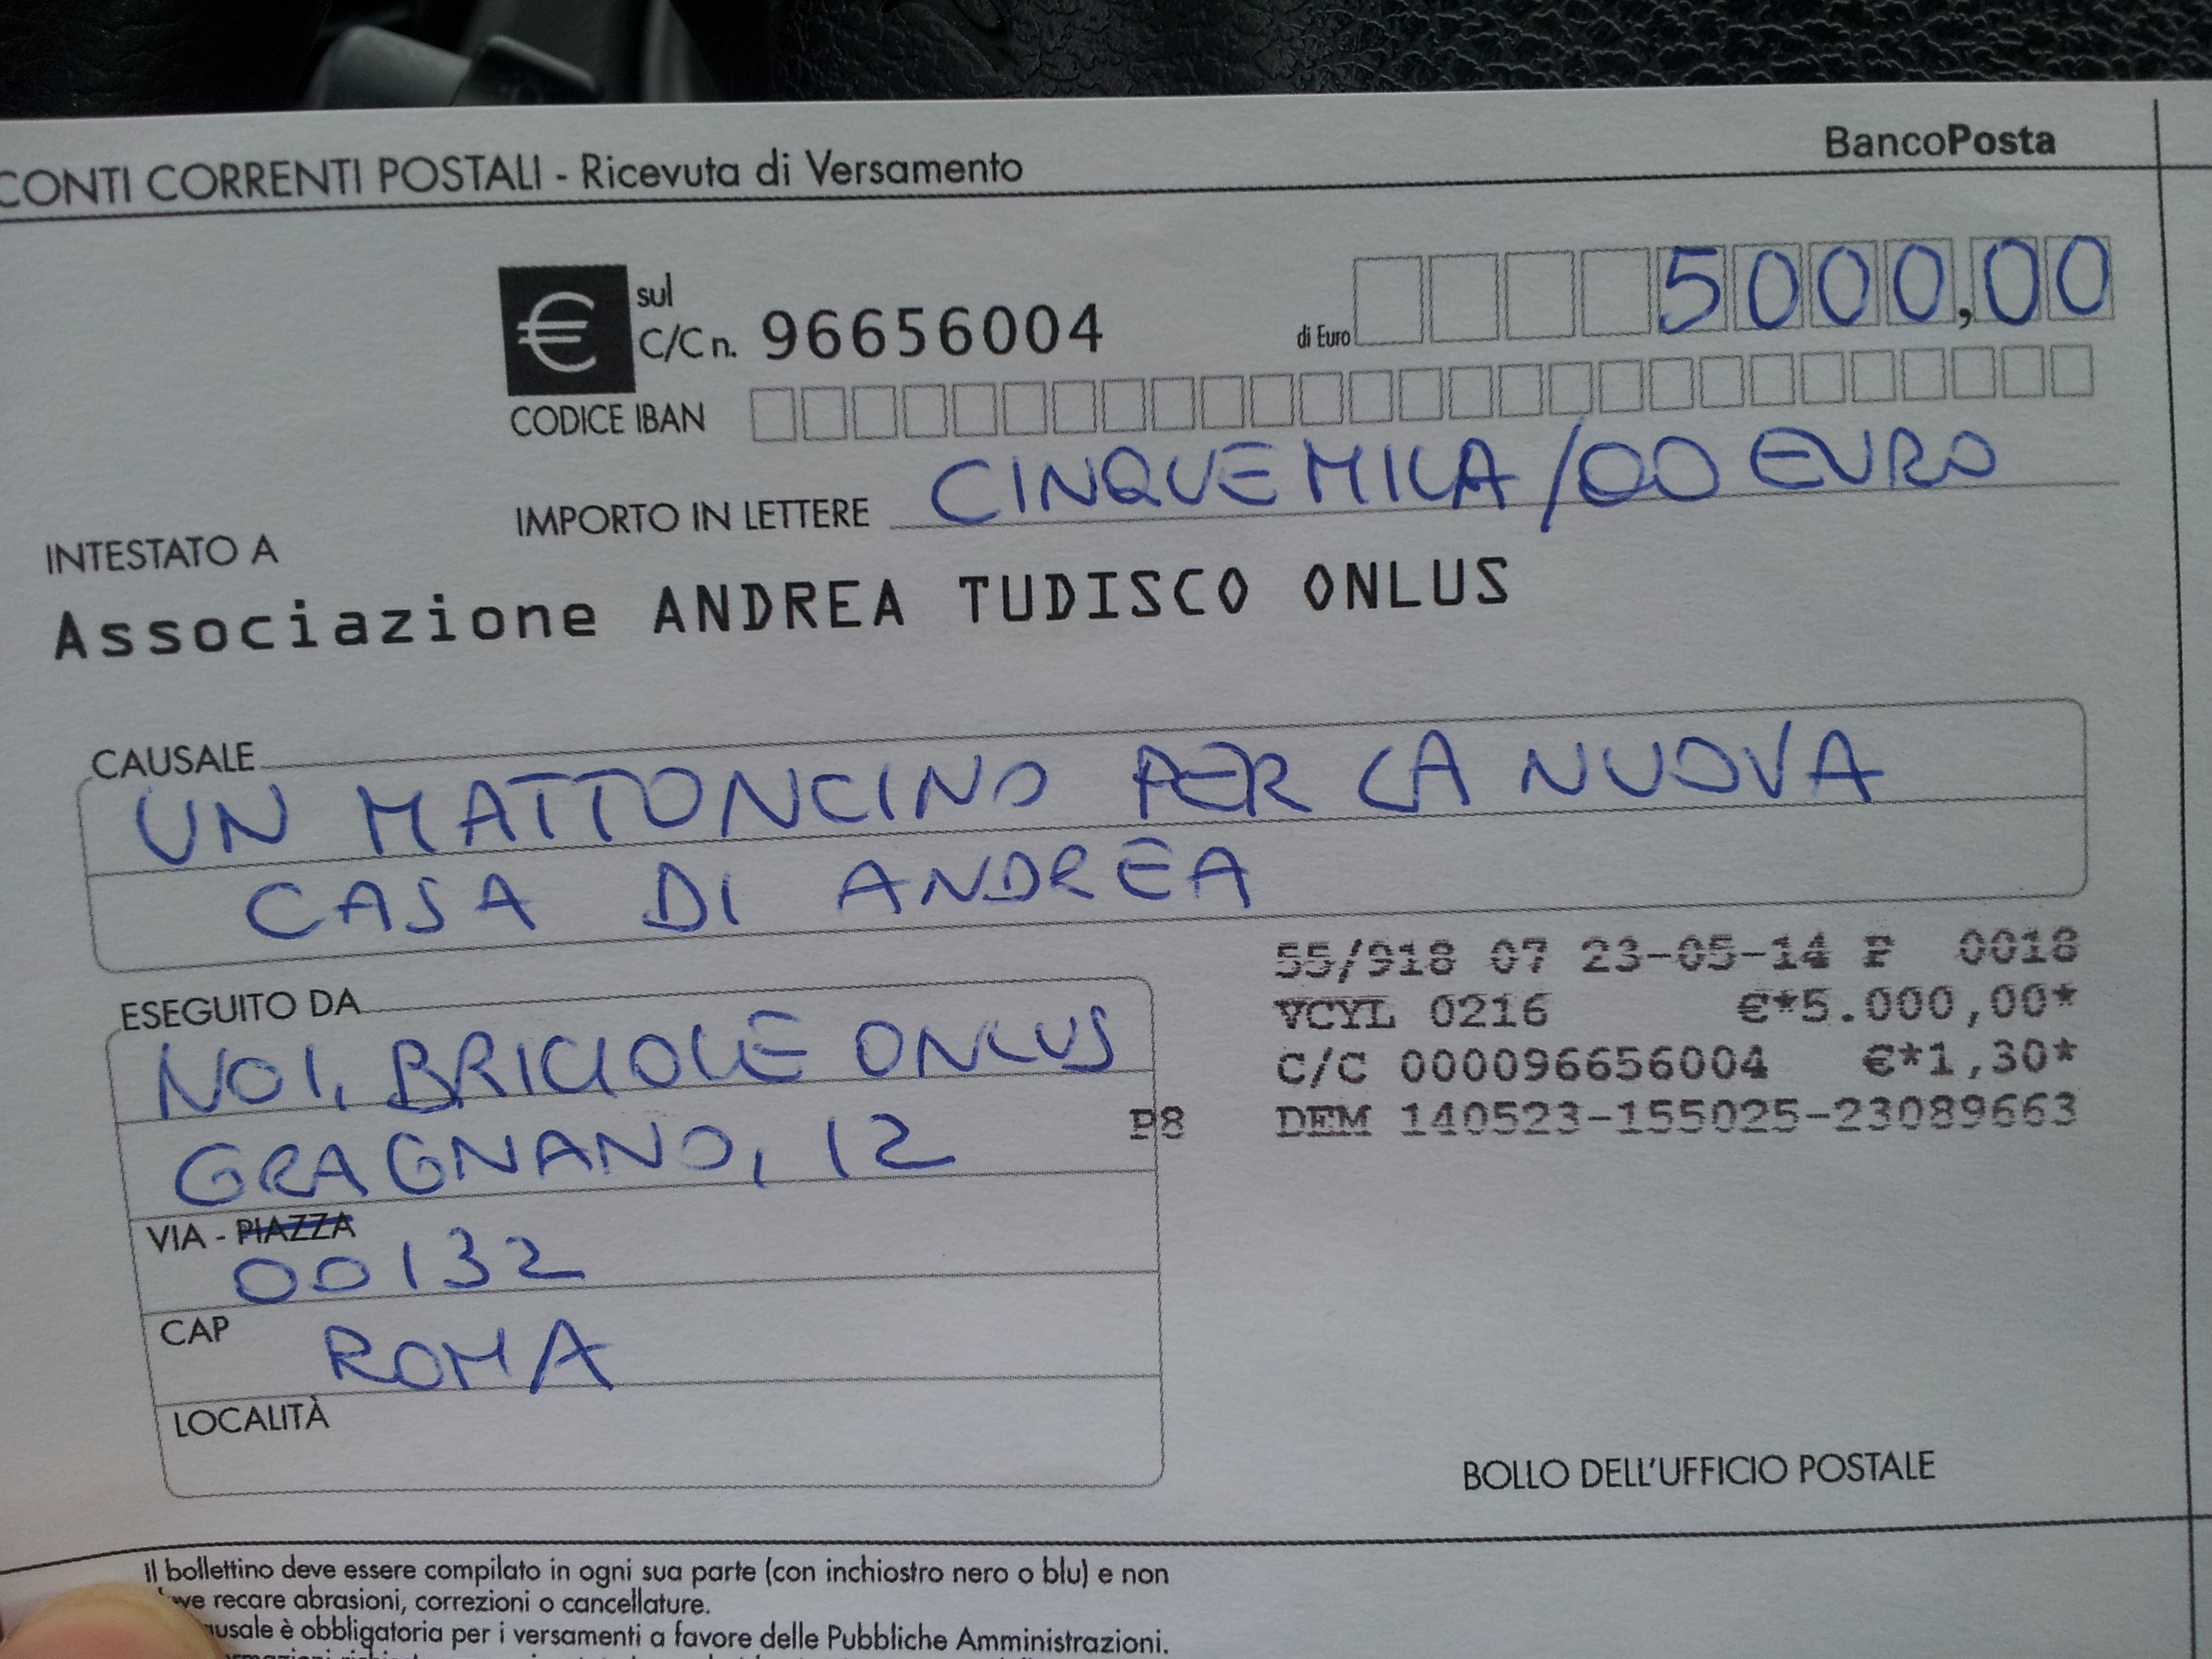 CONTI CORRENTI POSTALI - Ricevuta di Versamento
BancoPosta
€ sul C/C n. 96656004 di Euro 5000,00
CODICE IBAN
IMPORTO IN LETTERE CINQUEMILA/00 EURO
INTESTATO A
Associazione ANDREA TUDISCO ONLUS
CAUSALE
UN MATTONCINO PER LA NUOVA
CASA DI ANDREA
55/918 07 23-05-14 P 0018
VCYL 0216 €*5.000,00*
C/C 000096656004 €*1,30*
P8 DEM 140523-155025-23089663
ESEGUITO DA
NOI, BRICIOLE ONLUS
GRAGNANO, 12
VIA - PIAZZA
00132
CAP
ROMA
LOCALITÀ
BOLLO DELL'UFFICIO POSTALE
Il bollettino deve essere compilato in ogni sua parte (con inchiostro nero o blu) e non
recare abrasioni, correzioni o cancellature.
è obbligatoria per i versamenti a favore delle Pubbliche Amministrazioni.